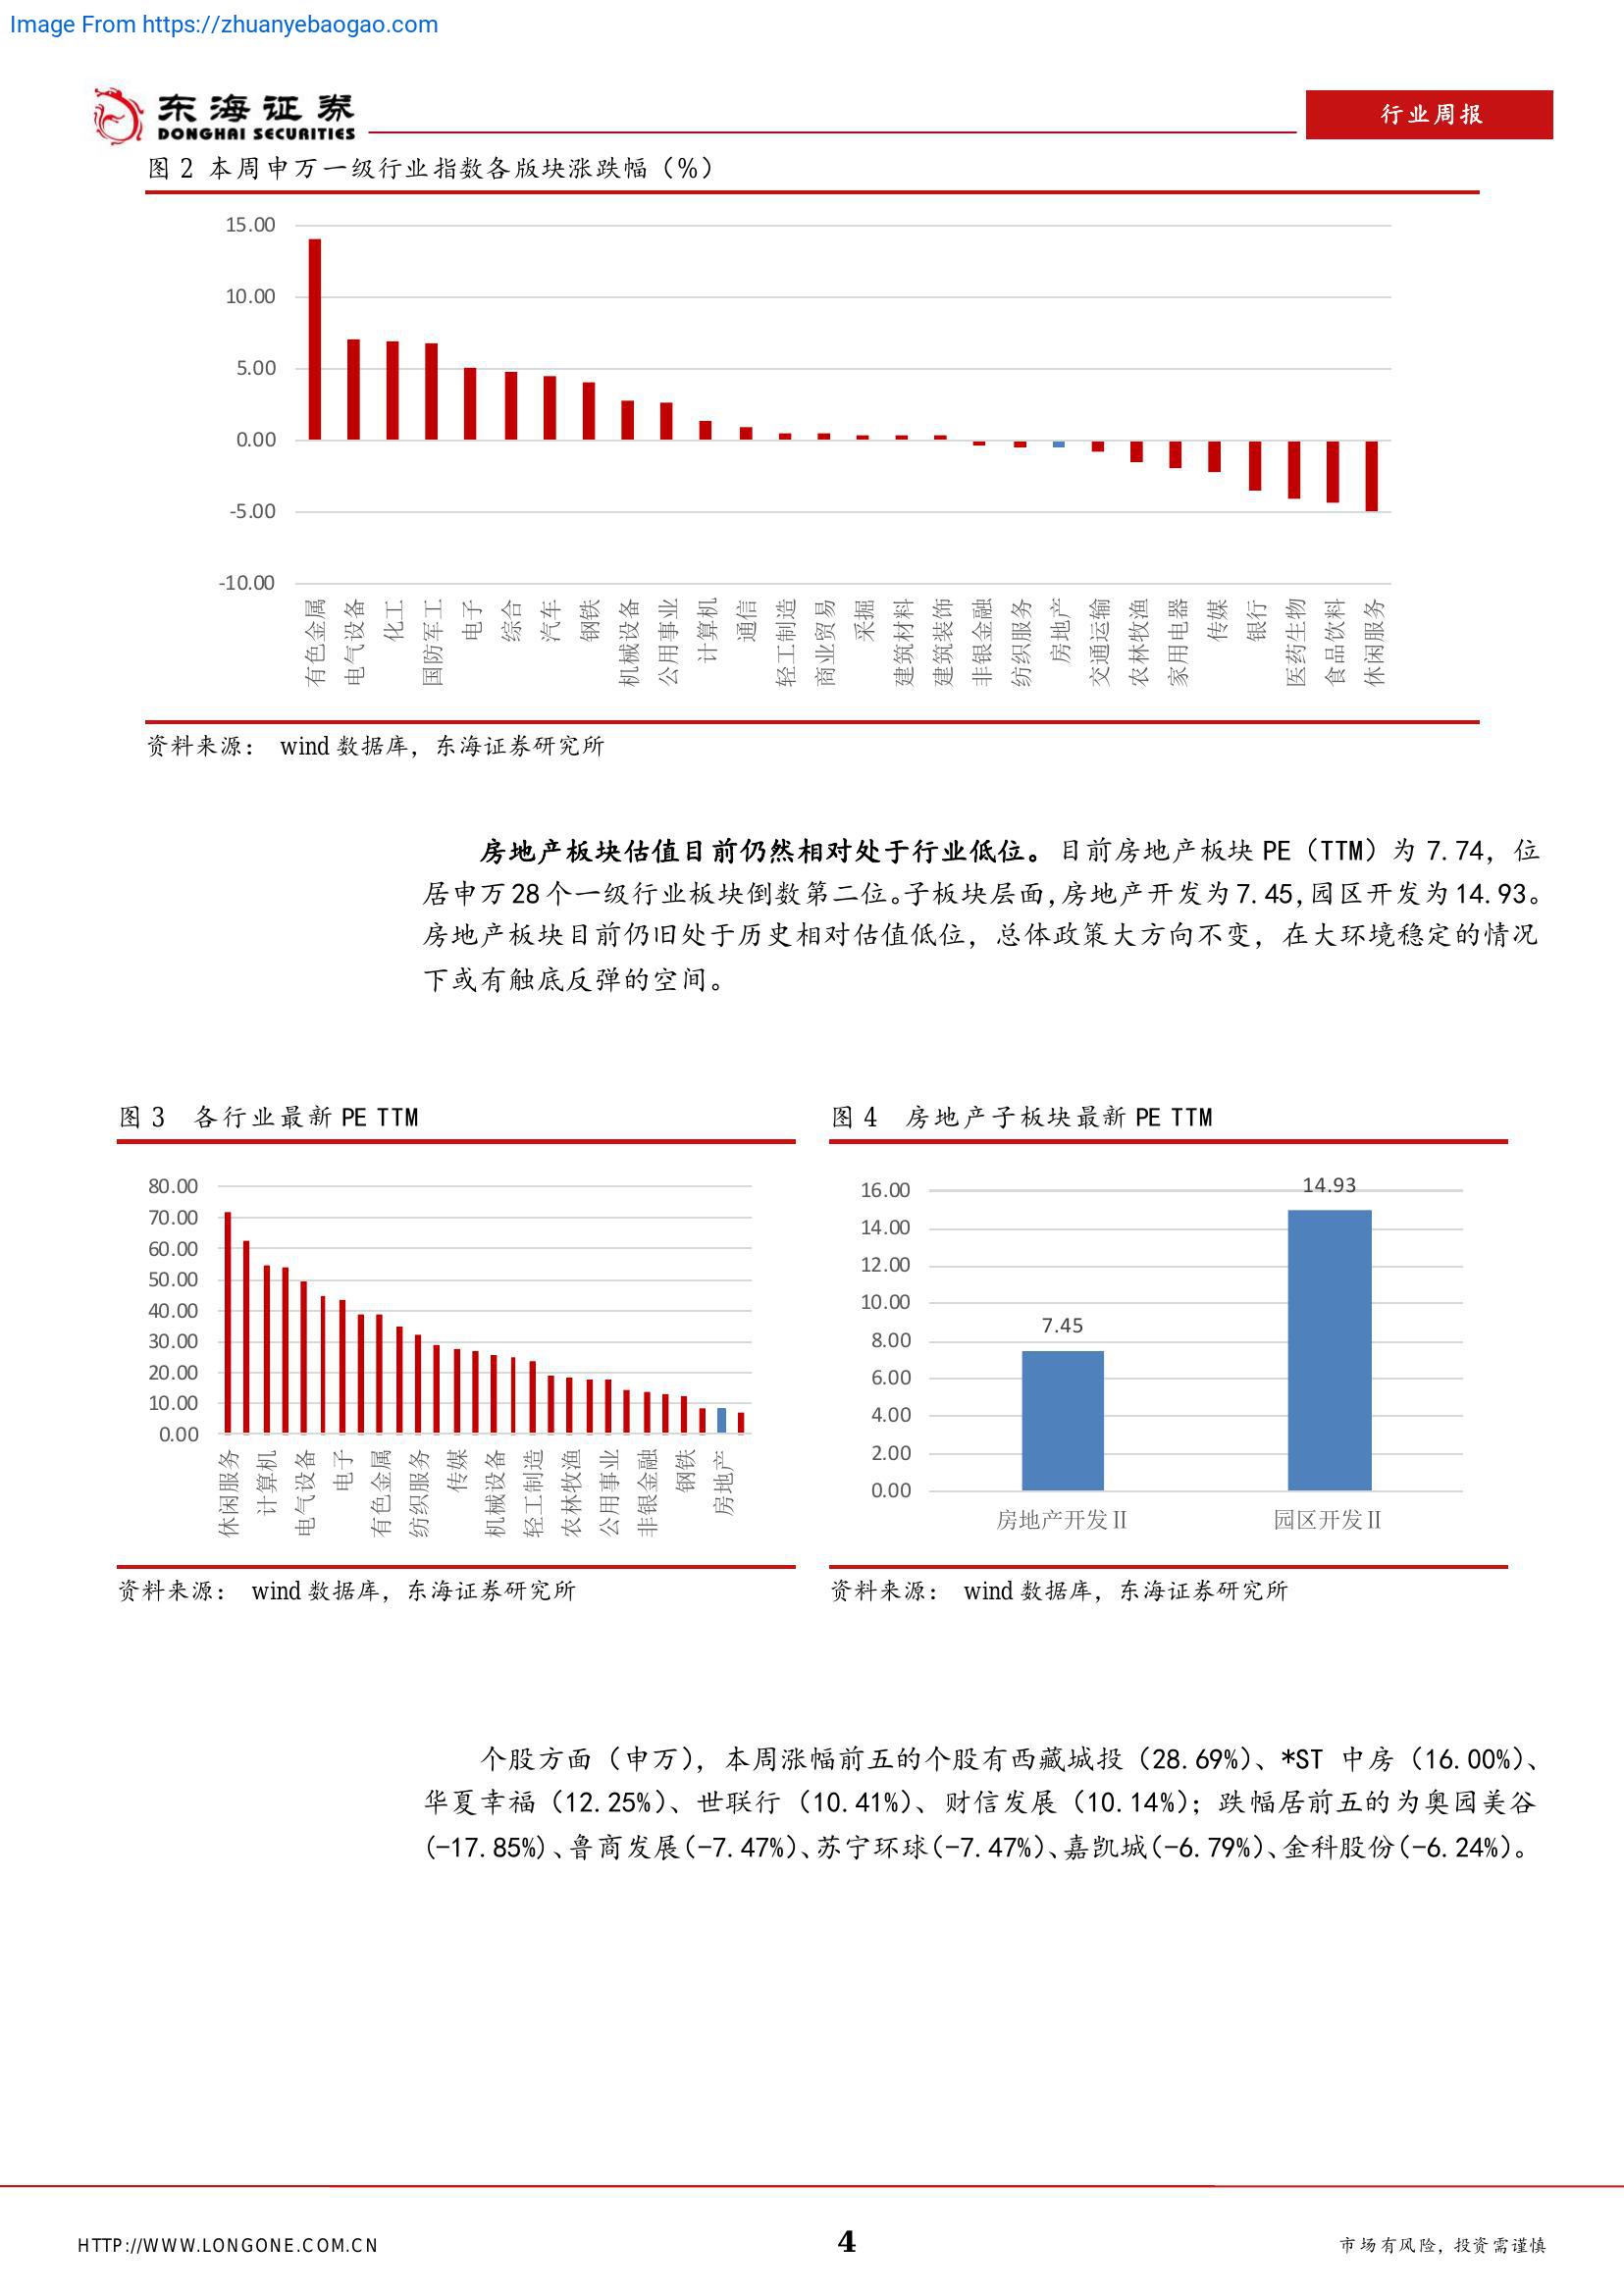 Image From https://zhuanyebaogao.com
东海证券
DONGHAI SECURITIES
行业周报
图 2 本周申万一级行业指数各版块涨跌幅（%）
15.00
10.00
5.00
0.00
-5.00
-10.00
有色金属 电气设备 化工 国防军工 电子 综合 汽车 钢铁 机械设备 公用事业 计算机 通信 轻工制造 商业贸易 采掘 建筑材料 建筑装饰 非银金融 纺织服务 房地产 交通运输 农林牧渔 家用电器 传媒 银行 医药生物 食品饮料 休闲服务
资料来源： wind 数据库，东海证券研究所
房地产板块估值目前仍然相对处于行业低位。目前房地产板块 PE（TTM）为 7.74，位
居申万 28 个一级行业板块倒数第二位。子板块层面，房地产开发为 7.45，园区开发为 14.93。
房地产板块目前仍旧处于历史相对估值低位，总体政策大方向不变，在大环境稳定的情况
下或有触底反弹的空间。
图 3 各行业最新 PE TTM
80.00
70.00
60.00
50.00
40.00
30.00
20.00
10.00
0.00
休闲服务 计算机 电气设备 电子 有色金属 纺织服务 传媒 机械设备 轻工制造 农林牧渔 公用事业 非银金融 钢铁 房地产
资料来源： wind 数据库，东海证券研究所
图 4 房地产子板块最新 PE TTM
16.00
14.00
12.00
10.00
8.00
6.00
4.00
2.00
0.00
7.45
14.93
房地产开发Ⅱ 园区开发Ⅱ
资料来源： wind 数据库，东海证券研究所
个股方面（申万），本周涨幅前五的个股有西藏城投（28.69%）、*ST 中房（16.00%）、
华夏幸福（12.25%）、世联行（10.41%）、财信发展（10.14%）；跌幅居前五的为奥园美谷
(-17.85%)、鲁商发展(-7.47%)、苏宁环球(-7.47%)、嘉凯城(-6.79%)、金科股份(-6.24%)。
HTTP://WWW.LONGONE.COM.CN
4
市场有风险，投资需谨慎